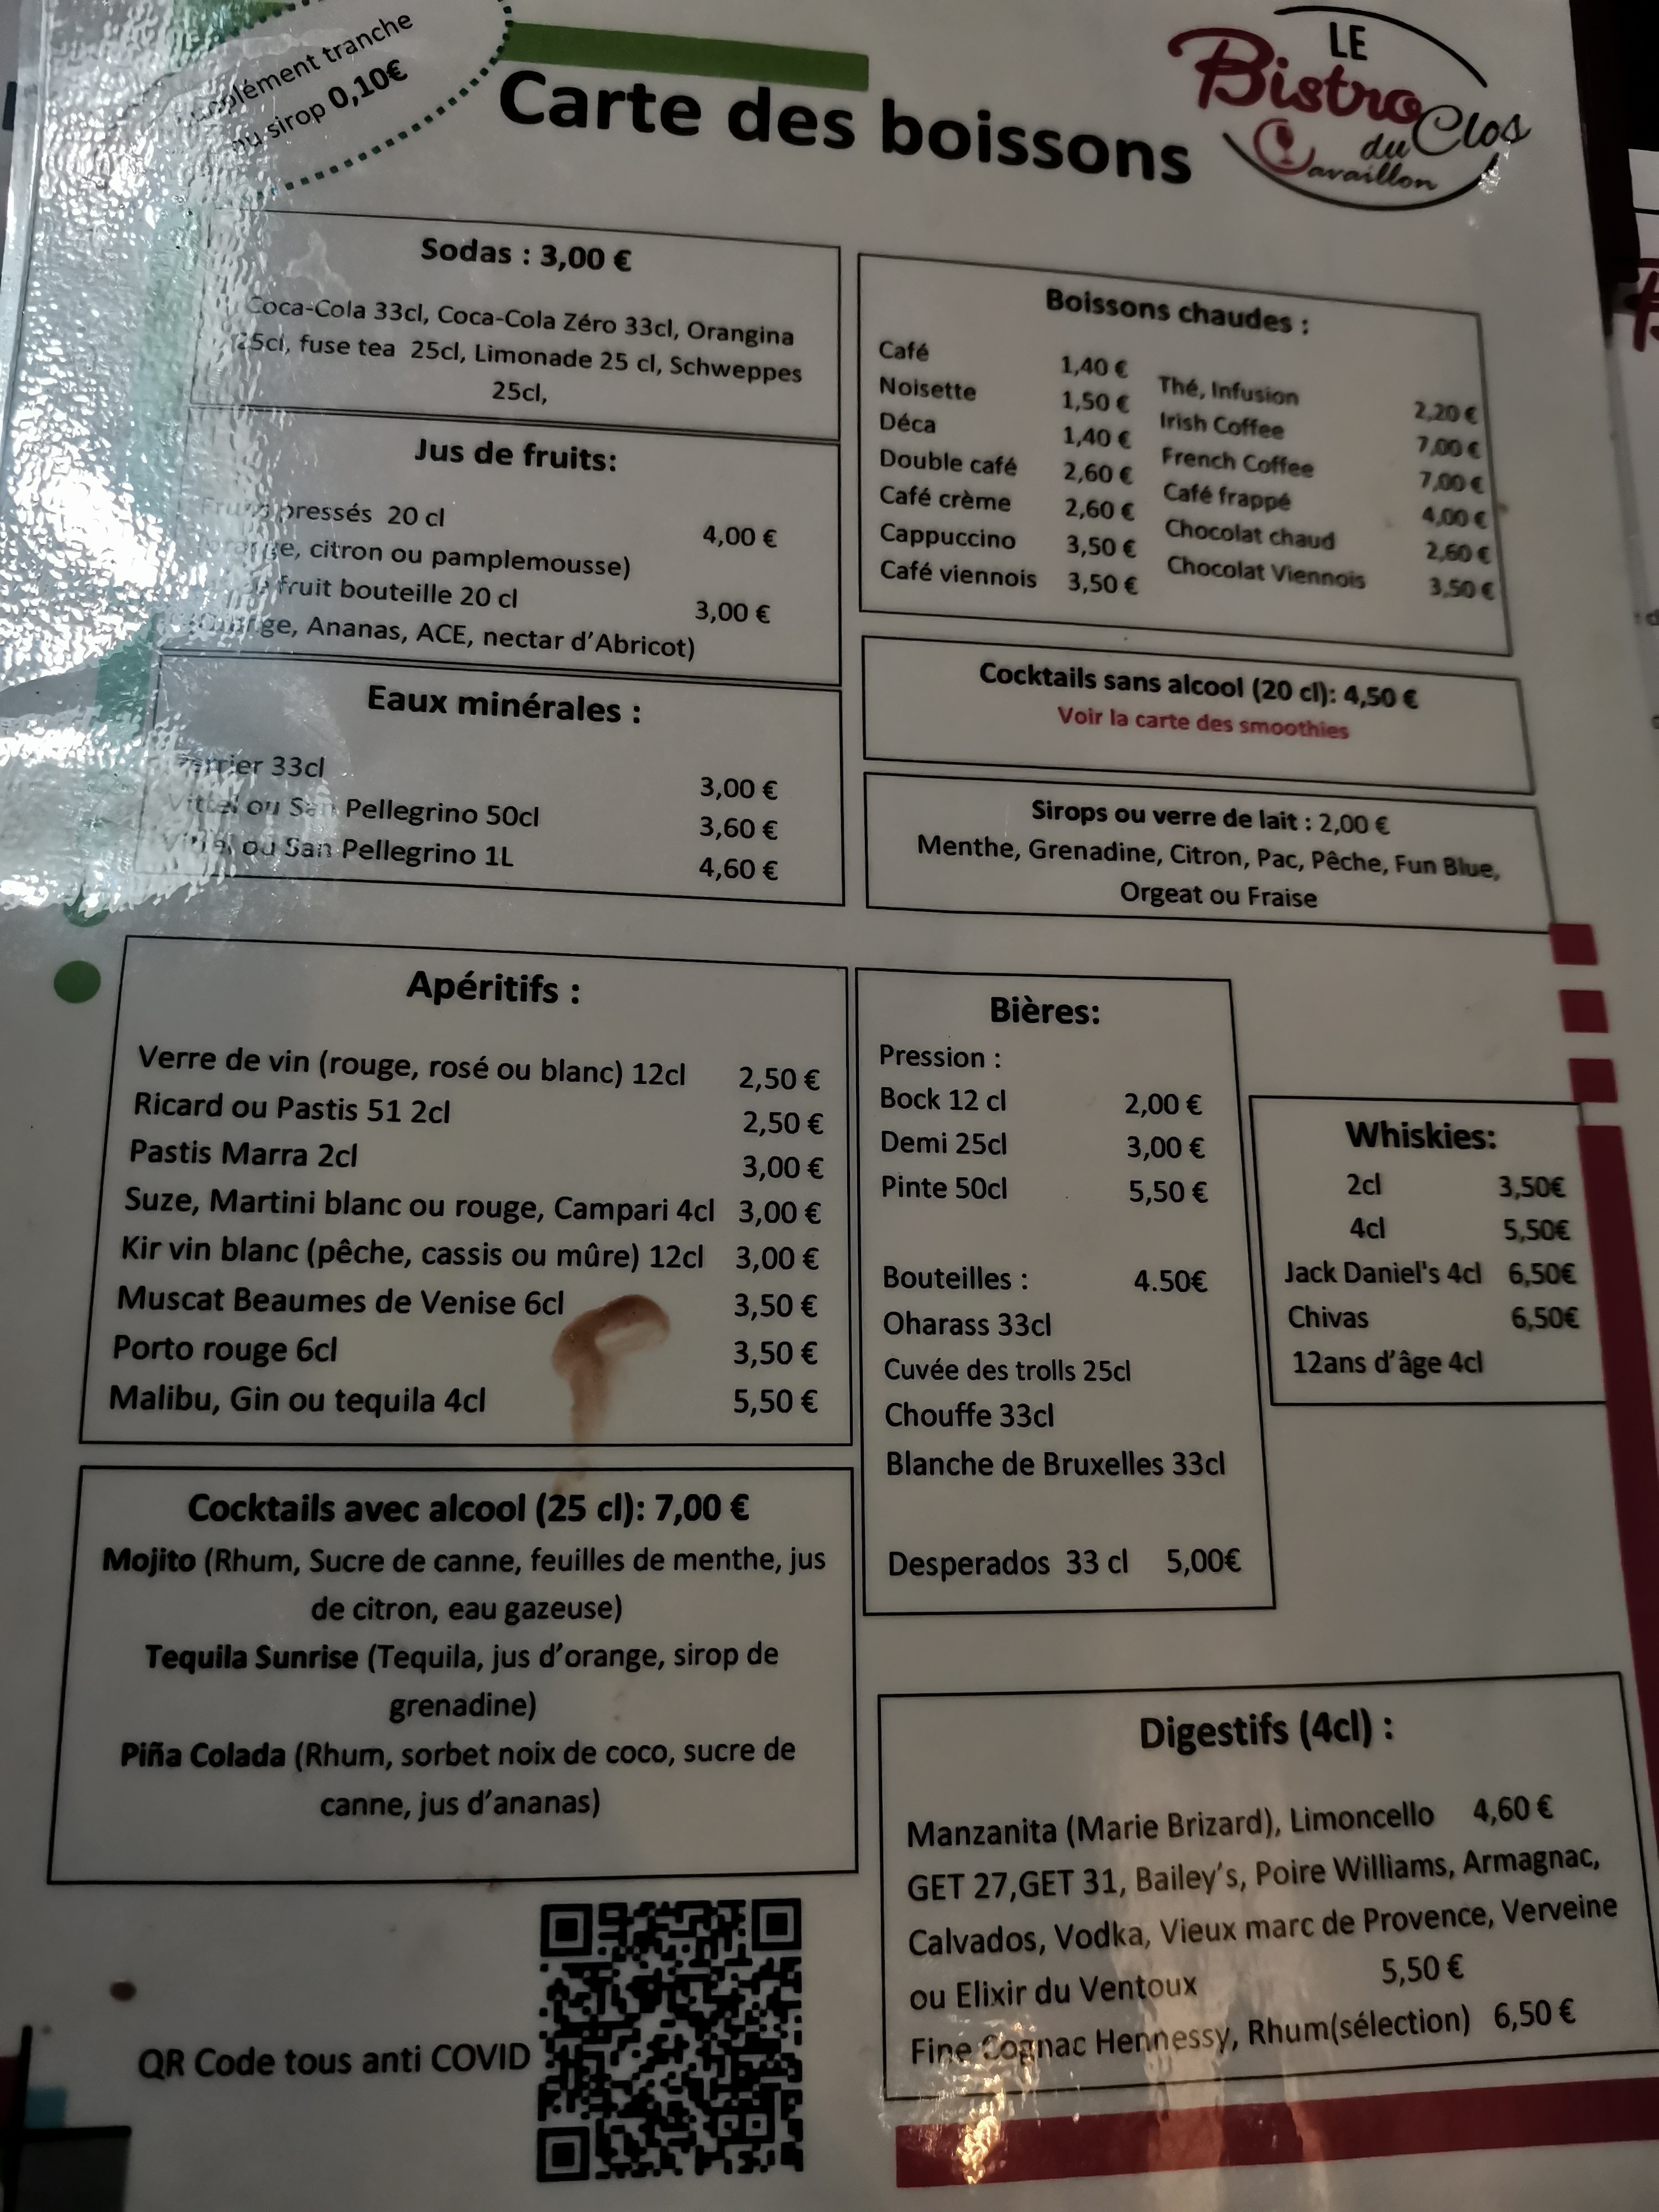 tranche
sirop 0,10€
Carte des boissons
LE
Bistro
du Clos
Cavaillon
Sodas : 3,00 €
Coca-Cola 33cl, Coca-Cola Zéro 33cl, Orangina
25cl, fuse tea 25cl, Limonade 25 cl, Schweppes
25cl,
Jus de fruits:
pressés 20 cl 4,00 €
citron ou pamplemousse)
fruit bouteille 20 cl 3,00 €
Ananas, ACE, nectar d'Abricot)
Eaux minérales :
Perrier 33cl 3,00 €
Vittel ou San Pellegrino 50cl 3,60 €
Vittel ou San Pellegrino 1L 4,60 €
Boissons chaudes :
Café 1,40 € Thé, Infusion 2,20 €
Noisette 1,50 € Irish Coffee 7,00 €
Déca 1,40 € French Coffee 7,00 €
Double café 2,60 € Café frappé 4,00 €
Café crème 2,60 € Chocolat chaud 2,60 €
Cappuccino 3,50 € Chocolat Viennois 3,50 €
Café viennois 3,50 €
Cocktails sans alcool (20 cl): 4,50 €
Voir la carte des smoothies
Sirops ou verre de lait : 2,00 €
Menthe, Grenadine, Citron, Pac, Pêche, Fun Blue,
Orgeat ou Fraise
Apéritifs :
Verre de vin (rouge, rosé ou blanc) 12cl 2,50 €
Ricard ou Pastis 51 2cl 2,50 €
Pastis Marra 2cl 3,00 €
Suze, Martini blanc ou rouge, Campari 4cl 3,00 €
Kir vin blanc (pêche, cassis ou mûre) 12cl 3,00 €
Muscat Beaumes de Venise 6cl 3,50 €
Porto rouge 6cl 3,50 €
Malibu, Gin ou tequila 4cl 5,50 €
Bières:
Pression :
Bock 12 cl 2,00 €
Demi 25cl 3,00 €
Pinte 50cl 5,50 €
Bouteilles : 4.50€
Oharass 33cl
Cuvée des trolls 25cl
Chouffe 33cl
Blanche de Bruxelles 33cl
Desperados 33 cl 5,00€
Whiskies:
2cl 3,50€
4cl 5,50€
Jack Daniel's 4cl 6,50€
Chivas 6,50€
12ans d'âge 4cl
Cocktails avec alcool (25 cl): 7,00 €
Mojito (Rhum, Sucre de canne, feuilles de menthe, jus
de citron, eau gazeuse)
Tequila Sunrise (Tequila, jus d'orange, sirop de
grenadine)
Piña Colada (Rhum, sorbet noix de coco, sucre de
canne, jus d'ananas)
Digestifs (4cl) :
Manzanita (Marie Brizard), Limoncello 4,60 €
GET 27,GET 31, Bailey's, Poire Williams, Armagnac,
Calvados, Vodka, Vieux marc de Provence, Verveine
ou Elixir du Ventoux 5,50 €
Fine Cognac Hennessy, Rhum(sélection) 6,50 €
QR Code tous anti COVID